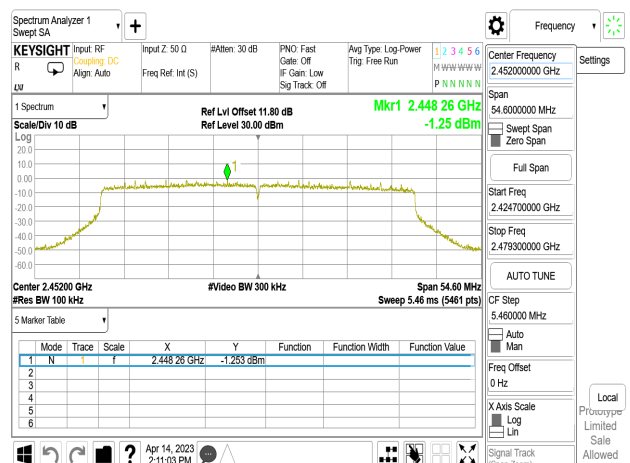 Spectrum Analyzer 1
Swept SA
Frequency
KEYSIGHT
R
Input: RF
Coupling: DC
Align: Auto
Input Z: 50 Ω
Freq Ref: Int (S)
#Atten: 30 dB
PNO: Fast
Gate: Off
IF Gain: Low
Sig Track: Off
Avg Type: Log-Power
Trig: Free Run
1 2 3 4 5 6
M W W W W W
P N N N N N
Center Frequency
2.452000000 GHz
Settings
Span
54.6000000 MHz
Swept Span
Zero Span
Full Span
Start Freq
2.424700000 GHz
Stop Freq
2.479300000 GHz
AUTO TUNE
CF Step
5.460000 MHz
Auto
Man
Freq Offset
0 Hz
X Axis Scale
Log
Lin
Signal Track
Local
Prototype
Limited
Sale
Allowed
1 Spectrum
Scale/Div 10 dB
Ref Lvl Offset 11.80 dB
Ref Level 30.00 dBm
Mkr1 2.448 26 GHz
-1.25 dBm
Log
20.0
10.0
0.00
-10.0
-20.0
-30.0
-40.0
-50.0
-60.0
1
Center 2.45200 GHz
#Res BW 100 kHz
#Video BW 300 kHz
Span 54.60 MHz
Sweep 5.46 ms (5461 pts)
5 Marker Table
Mode Trace Scale X Y Function Function Width Function Value
1 N 1 f 2.448 26 GHz -1.253 dBm
2
3
4
5
6
?
Apr 14, 2023
2:11:03 PM